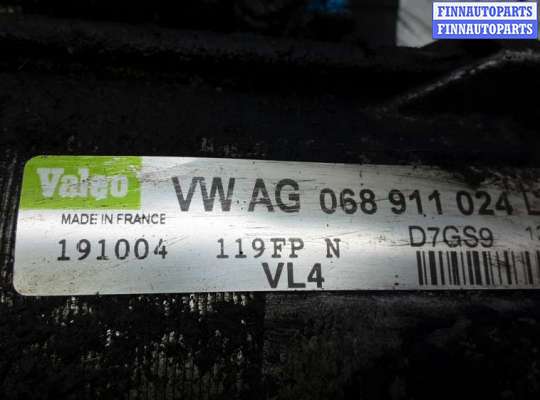 FINNAUTOPARTS
FINNAUTOPARTS
Valeo
VW AG 068 911 024 L
MADE IN FRANCE
191004 119FP N D7GS9
VL4